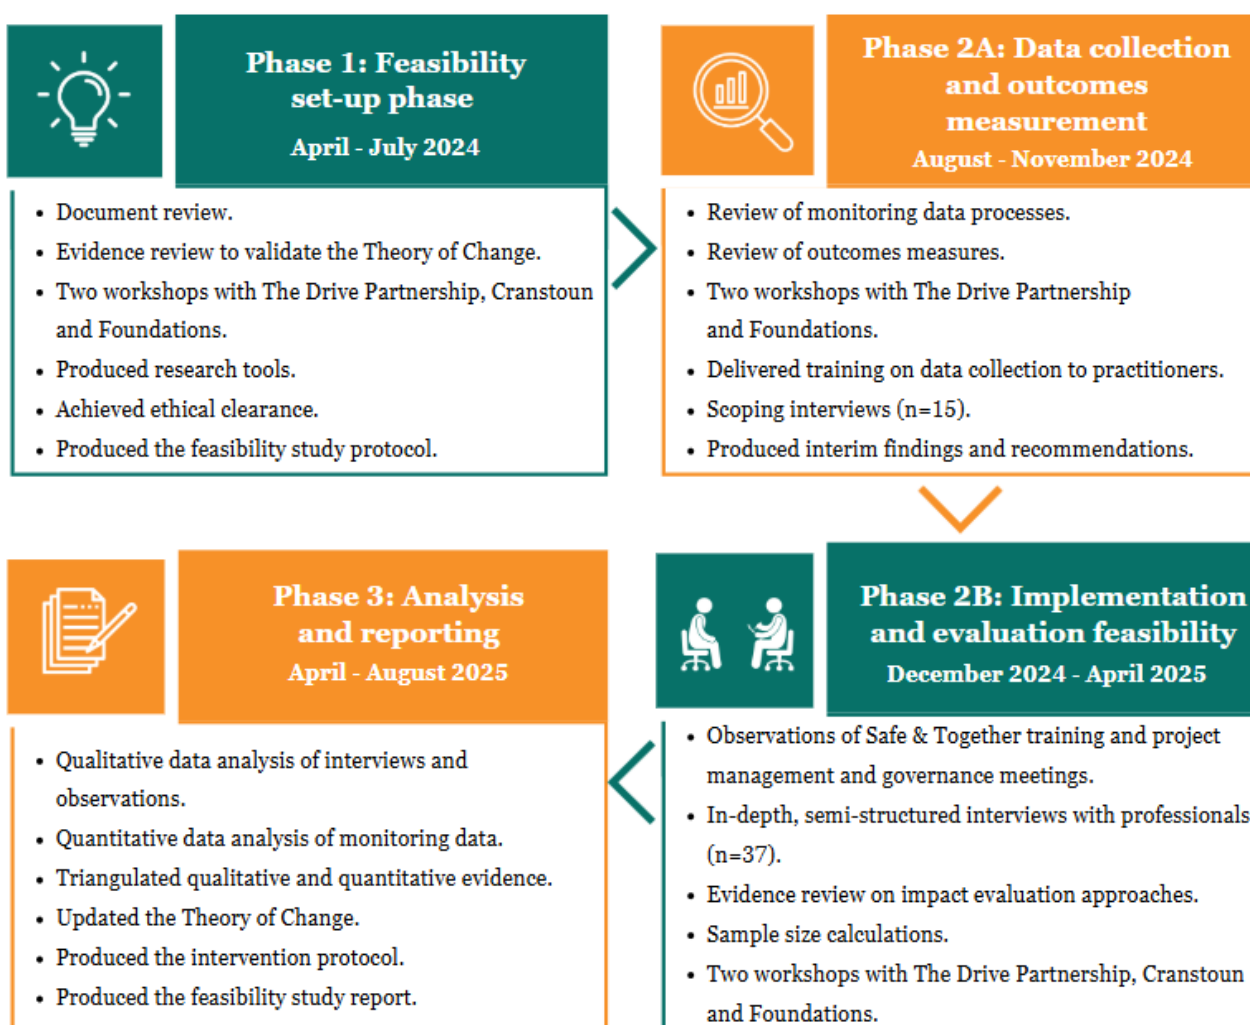 Phase 1: Feasibility
set-up phase
April - July 2024
• Document review.
• Evidence review to validate the Theory of Change.
• Two workshops with The Drive Partnership, Cranstoun
and Foundations.
• Produced research tools.
• Achieved ethical clearance.
• Produced the feasibility study protocol.
Phase 2A: Data collection
and outcomes
measurement
August - November 2024
• Review of monitoring data processes.
• Review of outcomes measures.
• Two workshops with The Drive Partnership
and Foundations.
• Delivered training on data collection to practitioners.
• Scoping interviews (n=15).
• Produced interim findings and recommendations.
Phase 2B: Implementation
and evaluation feasibility
December 2024 - April 2025
• Observations of Safe & Together training and project
management and governance meetings.
• In-depth, semi-structured interviews with professionals
(n=37).
• Evidence review on impact evaluation approaches.
• Sample size calculations.
• Two workshops with The Drive Partnership, Cranstoun
and Foundations.
Phase 3: Analysis
and reporting
April - August 2025
• Qualitative data analysis of interviews and
observations.
• Quantitative data analysis of monitoring data.
• Triangulated qualitative and quantitative evidence.
• Updated the Theory of Change.
• Produced the intervention protocol.
• Produced the feasibility study report.